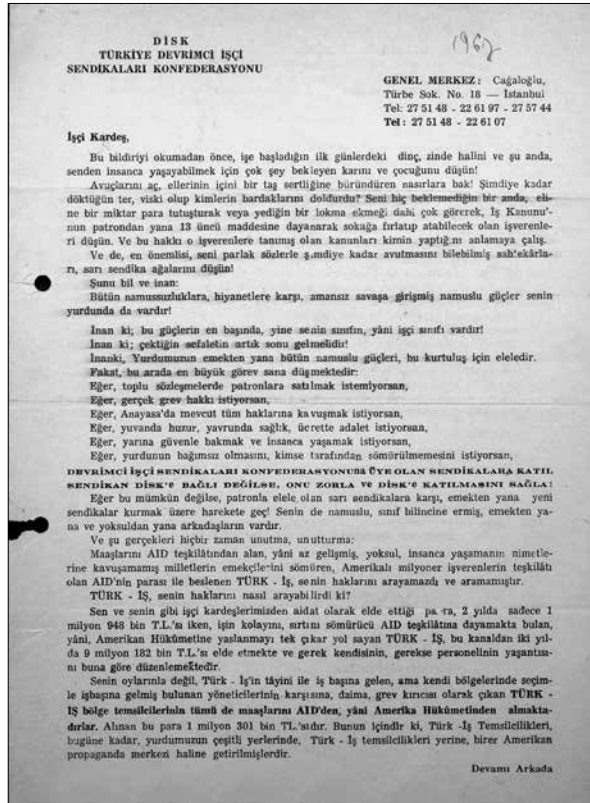 DİSK
TÜRKİYE DEVRİMCİ İŞÇİ
SENDİKALARI KONFEDERASYONU
1967
GENEL MERKEZ : Cağaloğlu,
Türbe Sok. No. 18 — İstanbul
Tel: 27 51 48 - 22 61 97 - 27 57 44
Tel : 27 51 48 - 22 61 07
İşçi Kardeş,
Bu bildiriyi okumadan önce, işe başladığın ilk günlerdeki dinç, zinde halini ve şu anda,
senden insanca yaşayabilmek için çok şey bekleyen karını ve çocuğunu düşün!
Avuçlarını aç, ellerinin içini bir taş sertliğine büründüren nasırlara bak! Şimdiye kadar
döktüğün ter, viski olup kimlerin bardaklarını doldurdu? Seni hiç beklemediğin bir anda, eli-
ne bir miktar para tutuşturak veya yediğin bir lokma ekmeği dahi çok görerek, İş Kanunu'-
nun patrondan yana 13 üncü maddesine dayanarak sokağa fırlatıp atabilecek olan işverenle-
ri düşün. Ve bu hakkı o işverenlere tanımış olan kanunları kimin yaptığını anlamaya çalış.
Ve de, en önemlisi, seni parlak sözlerle şimdiye kadar avutmasını bilebilmiş sahtekârla-
rı, sarı sendika ağalarını düşün!
Şunu bil ve inan:
Bütün namussuzluklara, hiyanetlere karşı, amansız savaşa girişmiş namuslu güçler senin
yurdunda da vardır!
İnan ki; bu güçlerin en başında, yine senin sınıfın, yâni işçi sınıfı vardır!
İnan ki; çektiğin sefaletin artık sonu gelmelidir!
İnanki, Yurdumuzun emekten yana bütün namuslu güçleri, bu kurtuluş için eleledir.
Fakat, bu arada en büyük görev sana düşmektedir:
Eğer, toplu sözleşmelerde patronlara satılmak istemiyorsan,
Eğer, gerçek grev hakkı istiyorsan,
Eğer, Anayasa'da mevcut tüm haklarına kavuşmak istiyorsan,
Eğer, yuvanda huzur, yavrunda sağlık, ücrette adalet istiyorsan,
Eğer, yarına güvenle bakmak ve insanca yaşamak istiyorsan,
Eğer, yurdunun bağımsız olmasını, kimse tarafından sömürülmemesini istiyorsan,
DEVRİMCİ İŞÇİ SENDİKALARI KONFEDERASYONUna ÜYE OLAN SENDİKALARA KATIL
SENDİKAN DİSK'e BAĞLI DEĞİLSE, ONU ZORLA VE DİSK'e KATILMASINI SAĞLA!
Eğer bu mümkün değilse, patronla elele olan sarı sendikalara karşı, emekten yana yeni
sendikalar kurmak üzere harekete geç! Senin de namuslu, sınıf bilincine ermiş, emekten ya-
na ve yoksuldan yana arkadaşların vardır.
Ve şu gerçekleri hiçbir zaman unutma, unutturma:
Maaşlarını AID teşkilâtından alan, yâni az gelişmiş, yoksul, insanca yaşamanın nimetle-
rine kavuşamamış milletlerin emekçilerini sömüren, Amerikalı milyoner işverenlerin teşkilâtı
olan AID'nin parası ile beslenen TÜRK - İŞ, senin haklarını arayamazdı ve aramamıştır.
TÜRK - İŞ, senin haklarını nasıl arayabilirdi ki?
Sen ve senin gibi işçi kardeşlerimizden aidat olarak elde ettiği para, 2 yılda sadece 1
milyon 948 bin T.L.'sı iken, işin kolayını, sırtını sömürücü AID teşkilâtına dayamakta bulan,
yâni, Amerikan Hükûmetine yaslanmayı tek çıkar yol sayan TÜRK - İŞ, bu kanaldan iki yıl-
da 9 milyon 182 bin T.L.'sı elde etmekte ve gerek kendisinin, gerekse personelinin yaşantısı-
nı buna göre düzenlemektedir.
Senin oylarınla değil, Türk - İş'in tâyini ile iş başına gelen, ama kendi bölgelerinde seçim-
le işbaşına gelmiş bulunan yöneticilerinin karşısına, daima, grev kırıcısı olarak çıkan TÜRK -
İŞ bölge temsilcilerinin tümü de maaşlarını AID'den, yâni Amerika Hükûmetinden almakta-
dırlar. Alınan bu para 1 milyon 301 bin TL.'sıdır. Bunun içindir ki, Türk -İş Temsilcilikleri,
bugüne kadar, yurdumuzun çeşitli yerlerinde, Türk - İş temsilcilikleri yerine, birer Amerikan
propaganda merkezi haline getirilmişlerdir.
Devamı Arkada